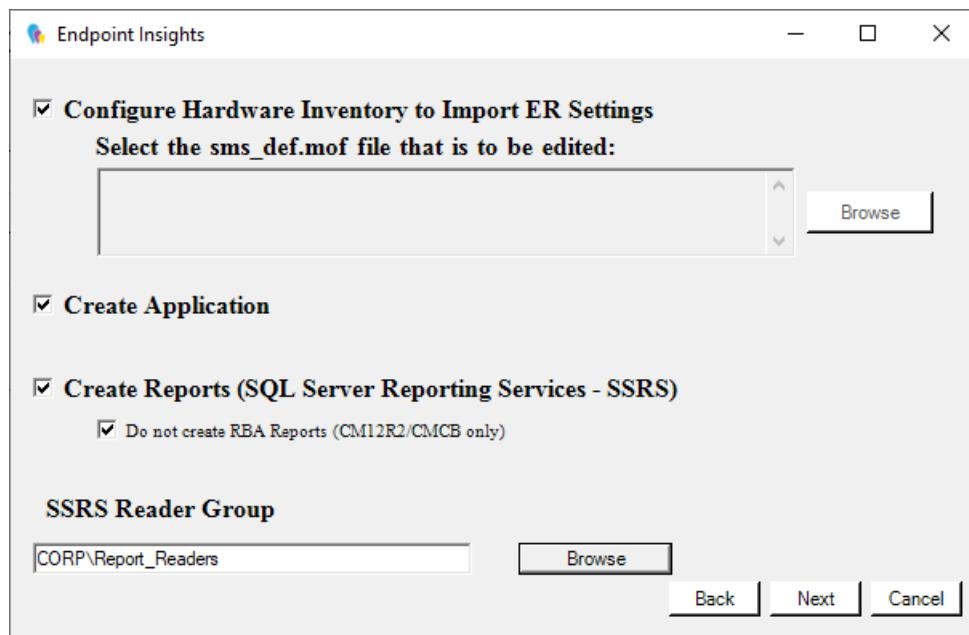 Endpoint Insights
Configure Hardware Inventory to Import ER Settings
Select the sms_def.mof file that is to be edited:
Browse
Create Application
Create Reports (SQL Server Reporting Services - SSRS)
Do not create RBA Reports (CM12R2/CMCB only)
SSRS Reader Group
CORP\Report_Readers Browse
Back Next Cancel